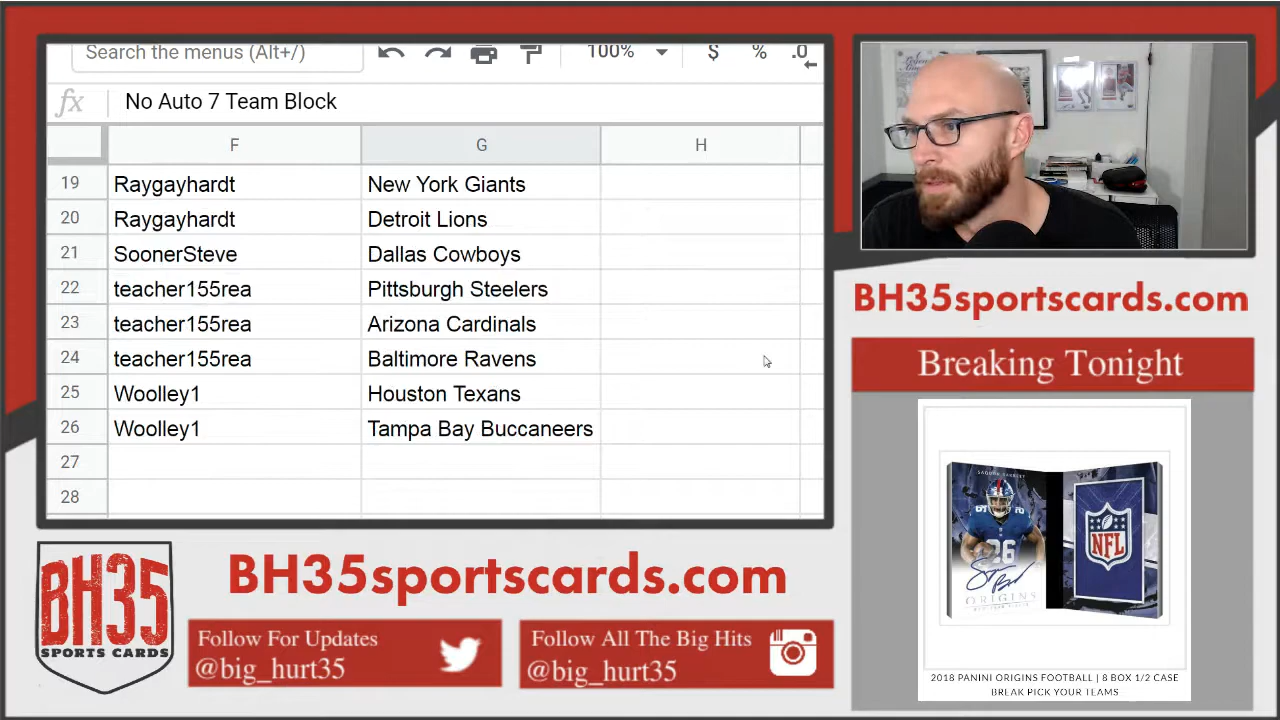 Search the menus (Alt+/)
100%
$
%
.0
fx
No Auto 7 Team Block
F
G
H
19
Raygayhardt
New York Giants
20
Raygayhardt
Detroit Lions
21
SoonerSteve
Dallas Cowboys
22
teacher155rea
Pittsburgh Steelers
23
teacher155rea
Arizona Cardinals
24
teacher155rea
Baltimore Ravens
25
Woolley1
Houston Texans
26
Woolley1
Tampa Bay Buccaneers
27
28
BH35sportscards.com
Breaking Tonight
SAQUON BARKLEY
26
ORIGINS
NFL
2018 PANINI ORIGINS FOOTBALL | 8 BOX 1/2 CASE
BREAK PICK YOUR TEAMS
BH35
SPORTS CARDS
BH35sportscards.com
Follow For Updates
@big_hurt35
Follow All The Big Hits
@big_hurt35